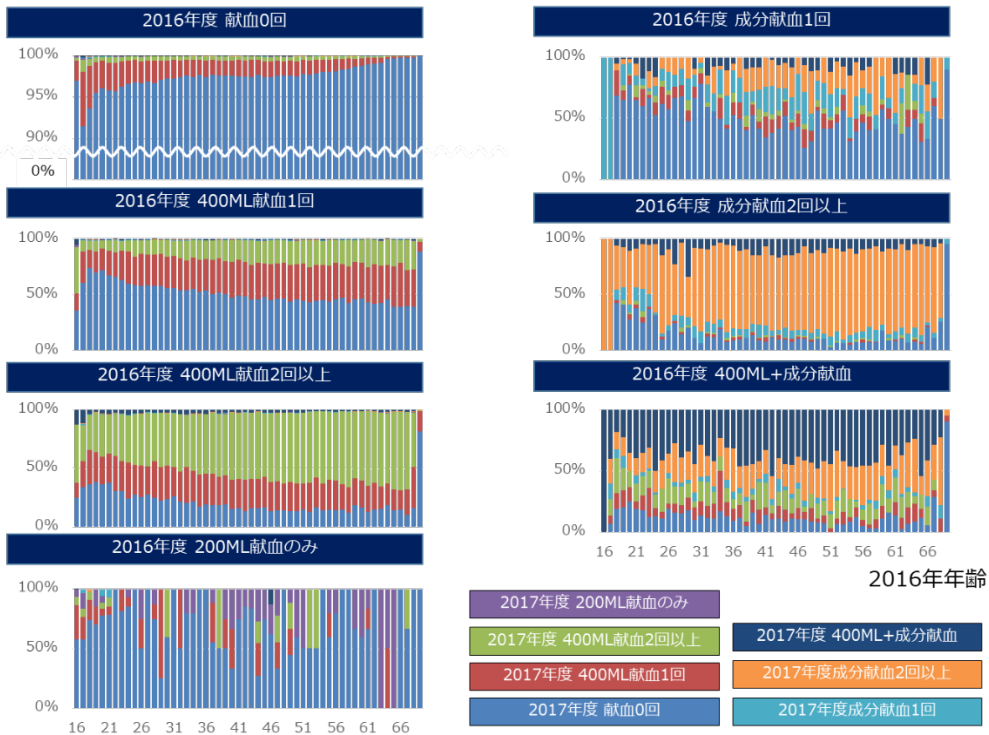 2016年度 献血0回
100%
95%
90%
0%
2016年度 400ML献血1回
100%
50%
0%
2016年度 400ML献血2回以上
100%
50%
0%
2016年度 200ML献血のみ
100%
50%
0%
16 21 26 31 36 41 46 51 56 61 66
2016年度 成分献血1回
100%
50%
0%
2016年度 成分献血2回以上
100%
50%
0%
2016年度 400ML+成分献血
100%
50%
0%
16 21 26 31 36 41 46 51 56 61 66
2016年年齢
2017年度 200ML献血のみ
2017年度 400ML献血2回以上
2017年度 400ML献血1回
2017年度 献血0回
2017年度 400ML+成分献血
2017年度成分献血2回以上
2017年度成分献血1回